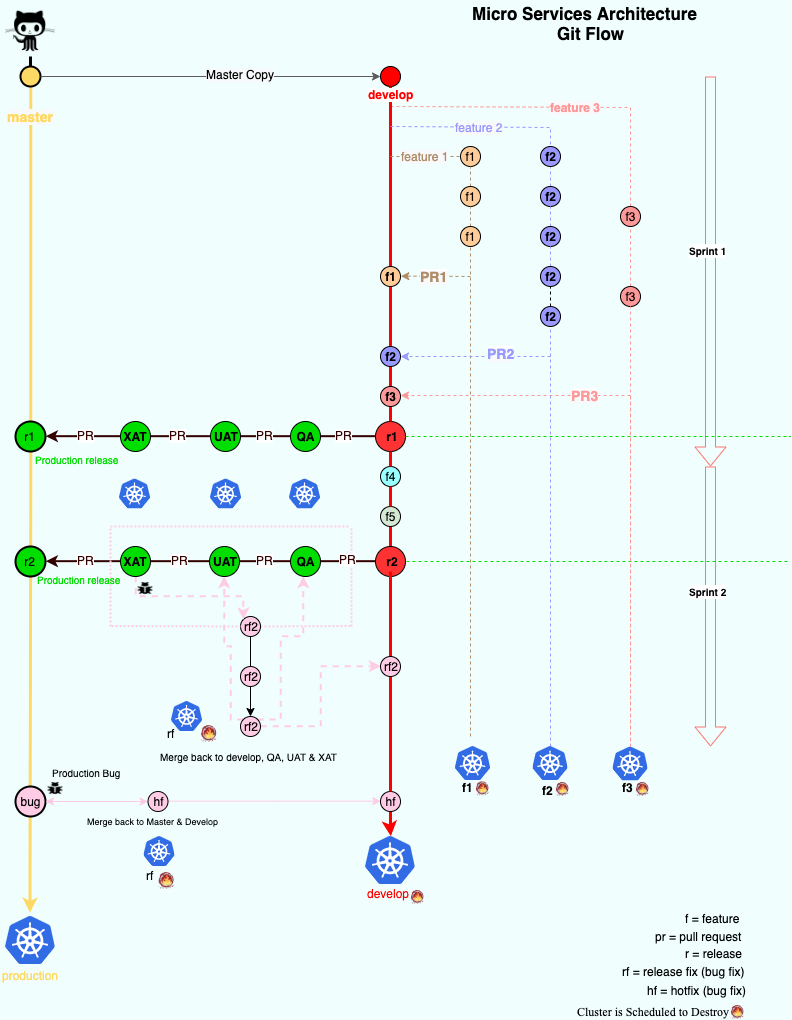 Micro Services Architecture
Git Flow
Master Copy
develop
master
feature 3
feature 2
feature 1
f1
f2
f1
f2
f3
f1
f2
Sprint 1
f1
PR1
f2
f3
f2
f2
PR2
f3
PR3
r1
PR
XAT
PR
UAT
PR
QA
PR
r1
Production release
f4
f5
r2
PR
XAT
PR
UAT
PR
QA
PR
r2
Production release
Sprint 2
rf2
rf2
rf2
rf2
rf
Merge back to develop, QA, UAT & XAT
Production Bug
f1
f2
f3
bug
hf
hf
Merge back to Master & Develop
rf
develop
production
f = feature
pr = pull request
r = release
rf = release fix (bug fix)
hf = hotfix (bug fix)
Cluster is Scheduled to Destroy